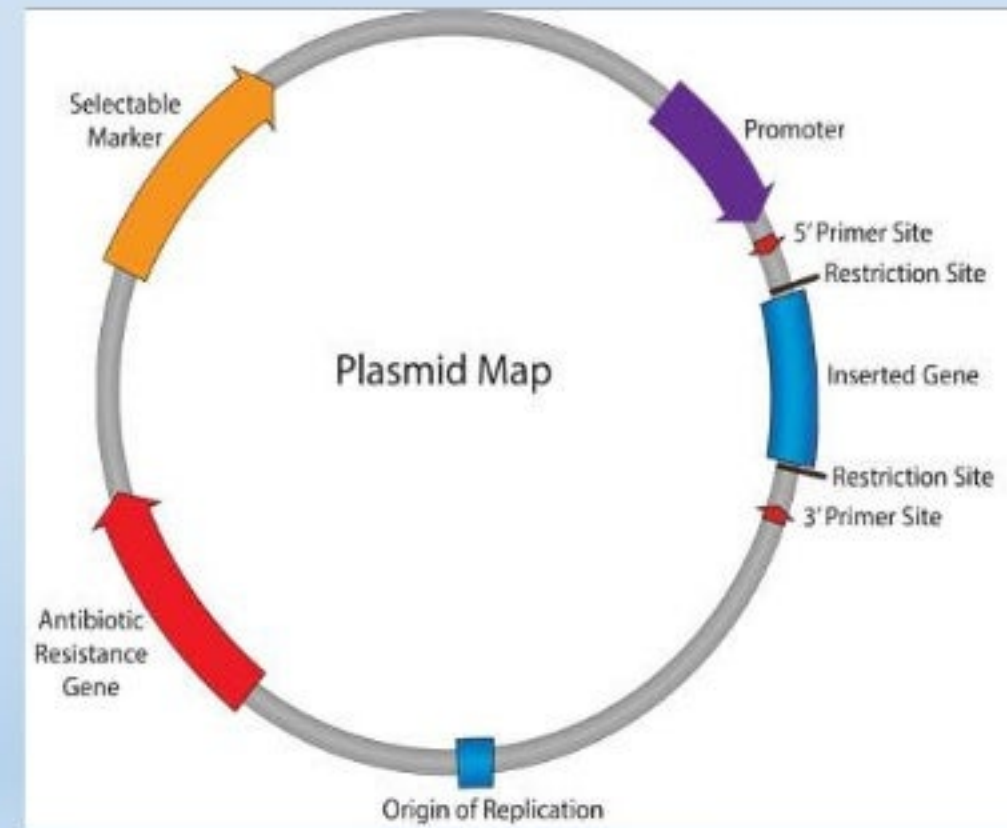 Selectable
Marker
Promoter
5' Primer Site
Restriction Site
Plasmid Map
Inserted Gene
Restriction Site
3' Primer Site
Antibiotic
Resistance
Gene
Origin of Replication